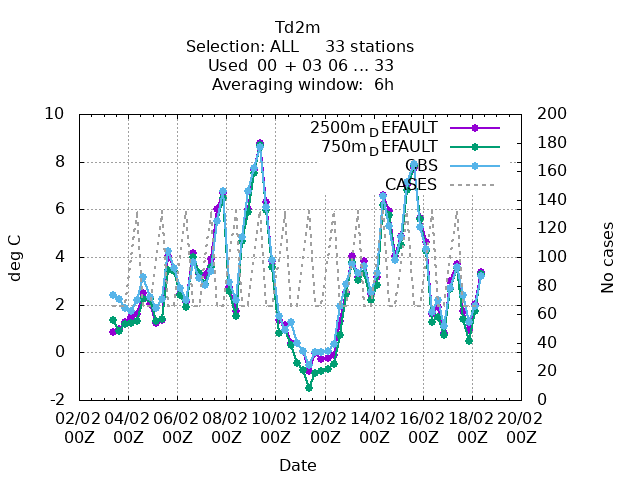 Td2m
Selection: ALL 33 stations
Used 00 + 03 06 ... 33
Averaging window: 6h
2500m_DEFAULT
750m_DEFAULT
OBS
CASES
deg C
10
8
6
4
2
0
-2
No cases
200
180
160
140
120
100
80
60
40
20
0
02/02 04/02 06/02 08/02 10/02 12/02 14/02 16/02 18/02 20/02
00Z 00Z 00Z 00Z 00Z 00Z 00Z 00Z 00Z 00Z
Date